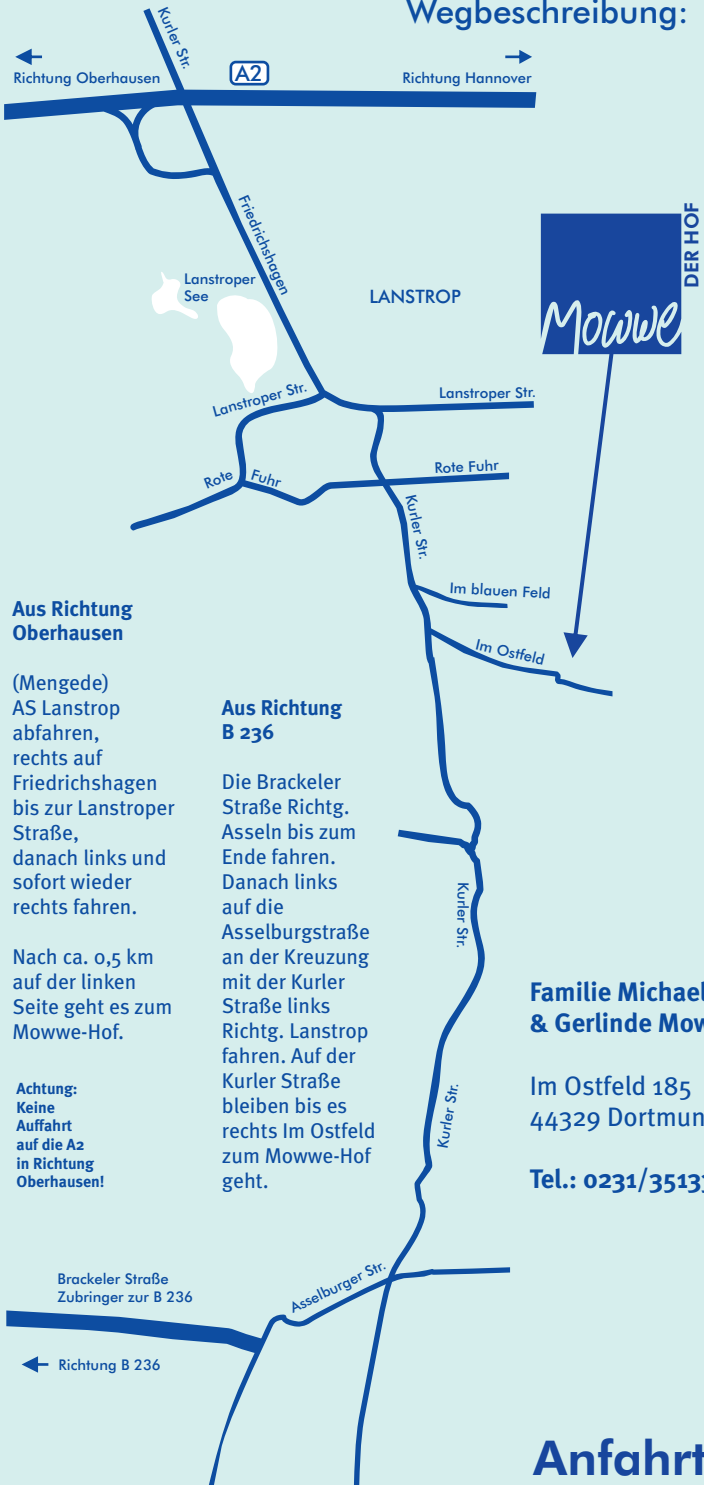 Wegbeschreibung:
Kurler Str.
Richtung Oberhausen
A2
Richtung Hannover
Friedrichshagen
Lanstroper
See
LANSTROP
DER HOF
Mowwe
Lanstroper Str.
Lanstroper Str.
Rote Fuhr
Rote Fuhr
Kurler Str.
Im blauen Feld
Im Ostfeld
Aus Richtung
Oberhausen
(Mengede)
AS Lanstrop
abfahren,
rechts auf
Friedrichshagen
bis zur Lanstroper
Straße,
danach links und
sofort wieder
rechts fahren.
Nach ca. 0,5 km
auf der linken
Seite geht es zum
Mowwe-Hof.
Achtung:
Keine
Auffahrt
auf die A2
in Richtung
Oberhausen!
Aus Richtung
B 236
Die Brackeler
Straße Richtg.
Asseln bis zum
Ende fahren.
Danach links
auf die
Asselburgstraße
an der Kreuzung
mit der Kurler
Straße links
Richtg. Lanstrop
fahren. Auf der
Kurler Straße
bleiben bis es
rechts Im Ostfeld
zum Mowwe-Hof
geht.
Kurler Str.
Kurler Str.
Familie Michael
& Gerlinde
Im Ostfeld 185
44329
Tel.: 0231/
Brackeler Straße
Zubringer zur B 236
Asselburger Str.
Richtung B 236
Anfahrt